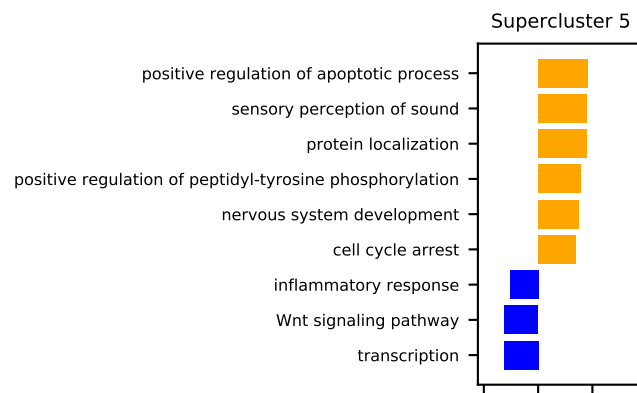 Supercluster 5
positive regulation of apoptotic process
sensory perception of sound
protein localization
positive regulation of peptidyl-tyrosine phosphorylation
nervous system development
cell cycle arrest
inflammatory response
Wnt signaling pathway
transcription